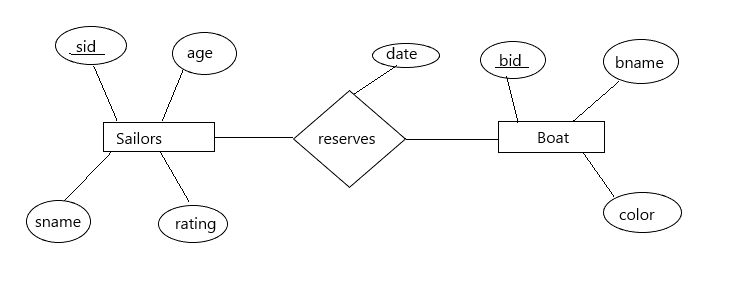 sid
age
date
bid
bname
Sailors
reserves
Boat
sname
rating
color